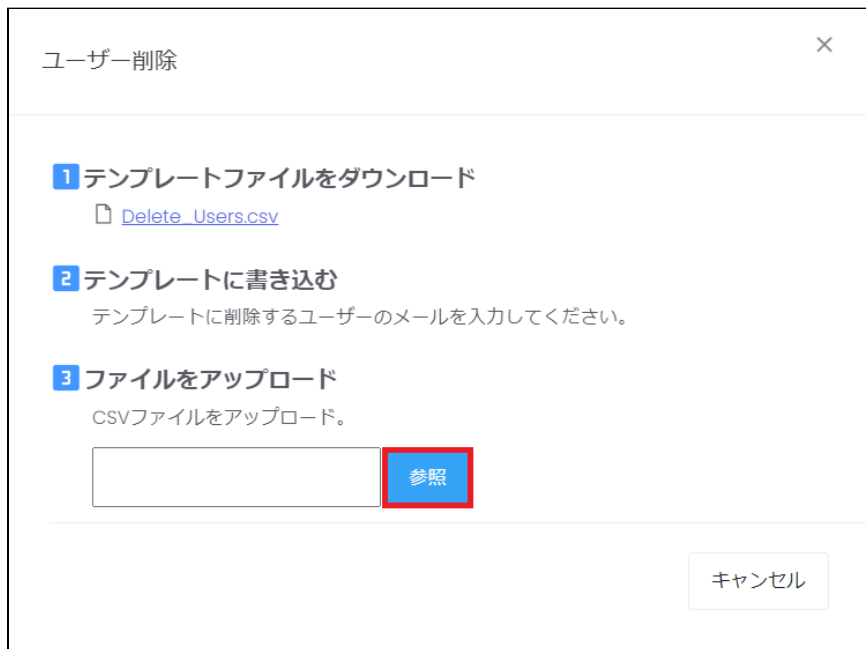 ユーザー削除
×
1 テンプレートファイルをダウンロード
Delete_Users.csv
2 テンプレートに書き込む
テンプレートに削除するユーザーのメールを入力してください。
3 ファイルをアップロード
CSVファイルをアップロード。
参照
キャンセル